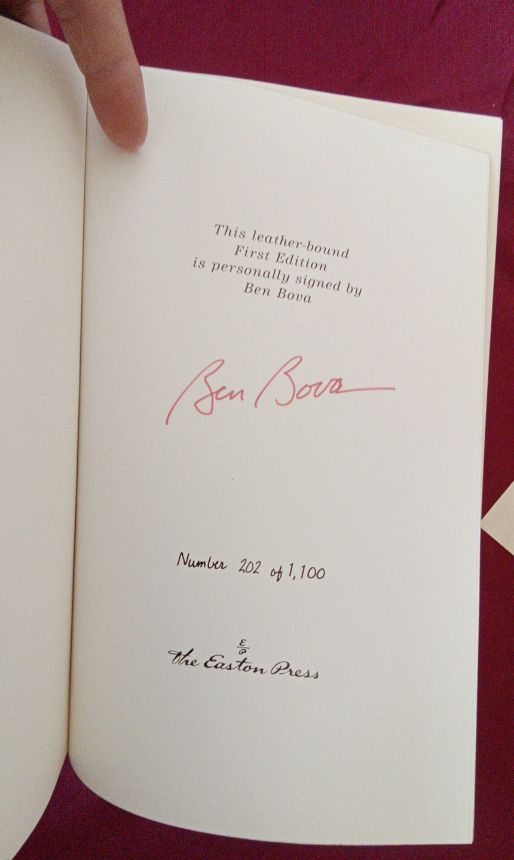 This leather-bound
First Edition
is personally signed by
Ben Bova
Ben Bova
Number 202 of 1,100
E
P
The Easton Press